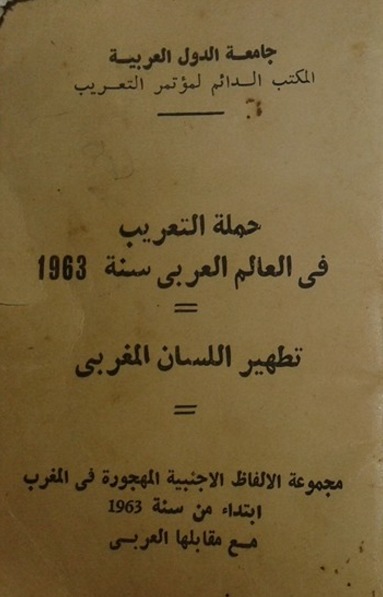 جامعة الدول العربية
المكتب الدائم لمؤتمر التعريب
حملة التعريب
فى العالم العربى سنة 1963
تطهير اللسان المغربى
مجموعة الالفاظ الاجنبية المهجورة فى المغرب
ابتداء من سنة 1963
مع مقابلها العربى